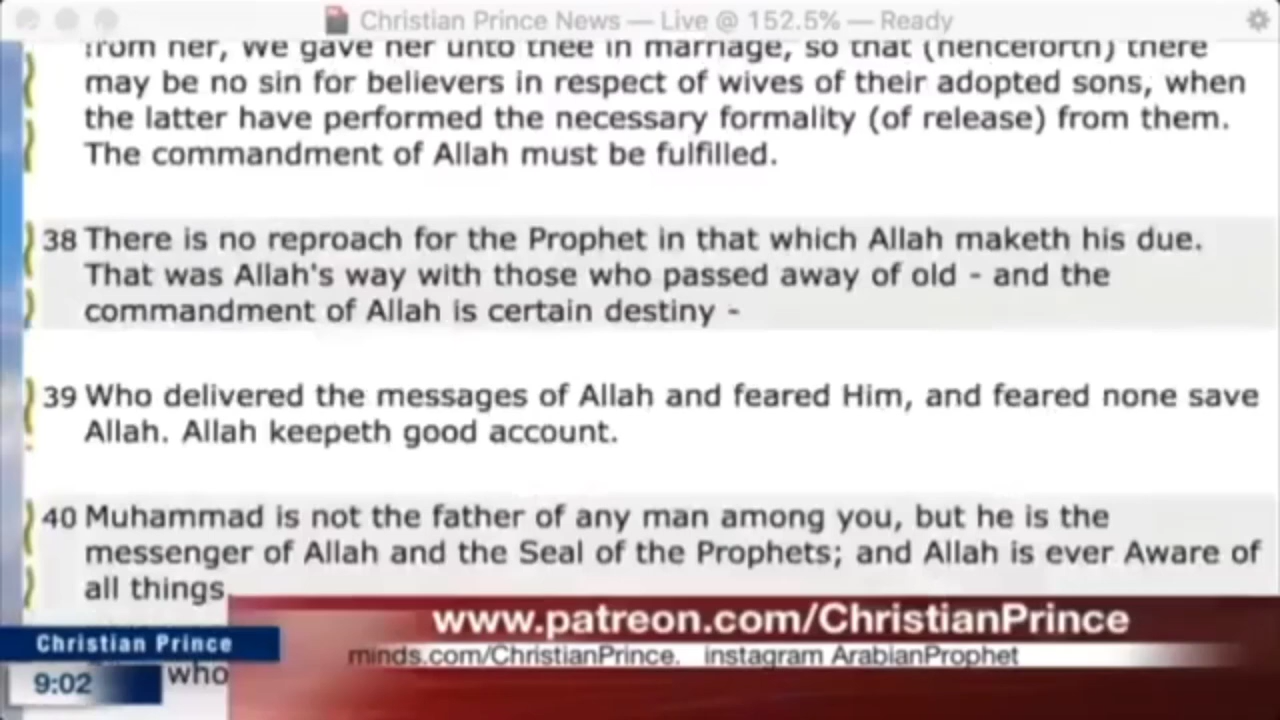 Christian Prince News — Live @ 152.5% — Ready
from her, We gave her unto thee in marriage, so that (henceforth) there
may be no sin for believers in respect of wives of their adopted sons, when
the latter have performed the necessary formality (of release) from them.
The commandment of Allah must be fulfilled.
38 There is no reproach for the Prophet in that which Allah maketh his due.
That was Allah's way with those who passed away of old - and the
commandment of Allah is certain destiny -
39 Who delivered the messages of Allah and feared Him, and feared none save
Allah. Allah keepeth good account.
40 Muhammad is not the father of any man among you, but he is the
messenger of Allah and the Seal of the Prophets; and Allah is ever Aware of
all things.
www.patreon.com/ChristianPrince
Christian Prince
minds.com/ChristianPrince. instagram ArabianProphet
9:02
who